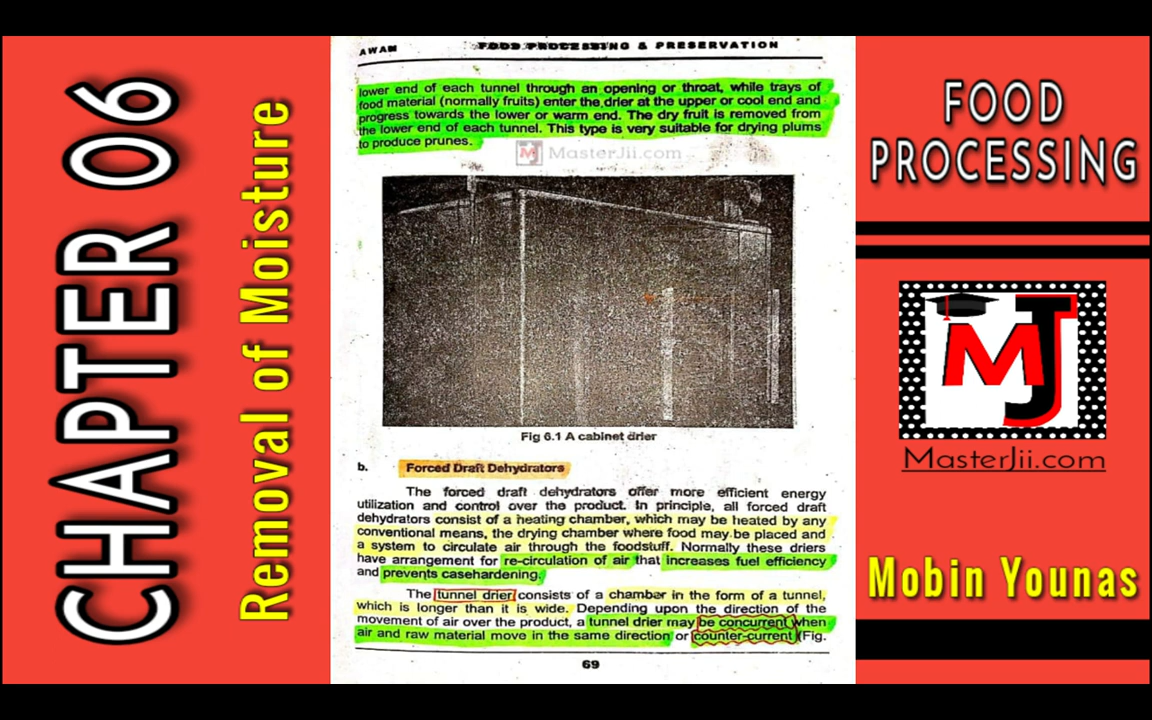 CHAPTER 06
Removal of Moisture
AWAM FOOD PROCESSING & PRESERVATION
lower end of each tunnel through an opening or throat, while trays of
food material (normally fruits) enter the drier at the upper or cool end and
progress towards the lower or warm end. The dry fruit is removed from
the lower end of each tunnel. This type is very suitable for drying plums
to produce prunes.
MJ MasterJii.com
Fig 6.1 A cabinet drier
b. Forced Draft Dehydrators
The forced draft dehydrators offer more efficient energy
utilization and control over the product. In principle, all forced draft
dehydrators consist of a heating chamber, which may be heated by any
conventional means, the drying chamber where food may be placed and
a system to circulate air through the foodstuff. Normally these driers
have arrangement for re-circulation of air that increases fuel efficiency
and prevents casehardening.
The tunnel drier consists of a chamber in the form of a tunnel,
which is longer than it is wide. Depending upon the direction of the
movement of air over the product, a tunnel drier may be concurrent when
air and raw material move in the same direction or counter-current (Fig.
69
FOOD
PROCESSING
MJ
MasterJii.com
Mobin Younas